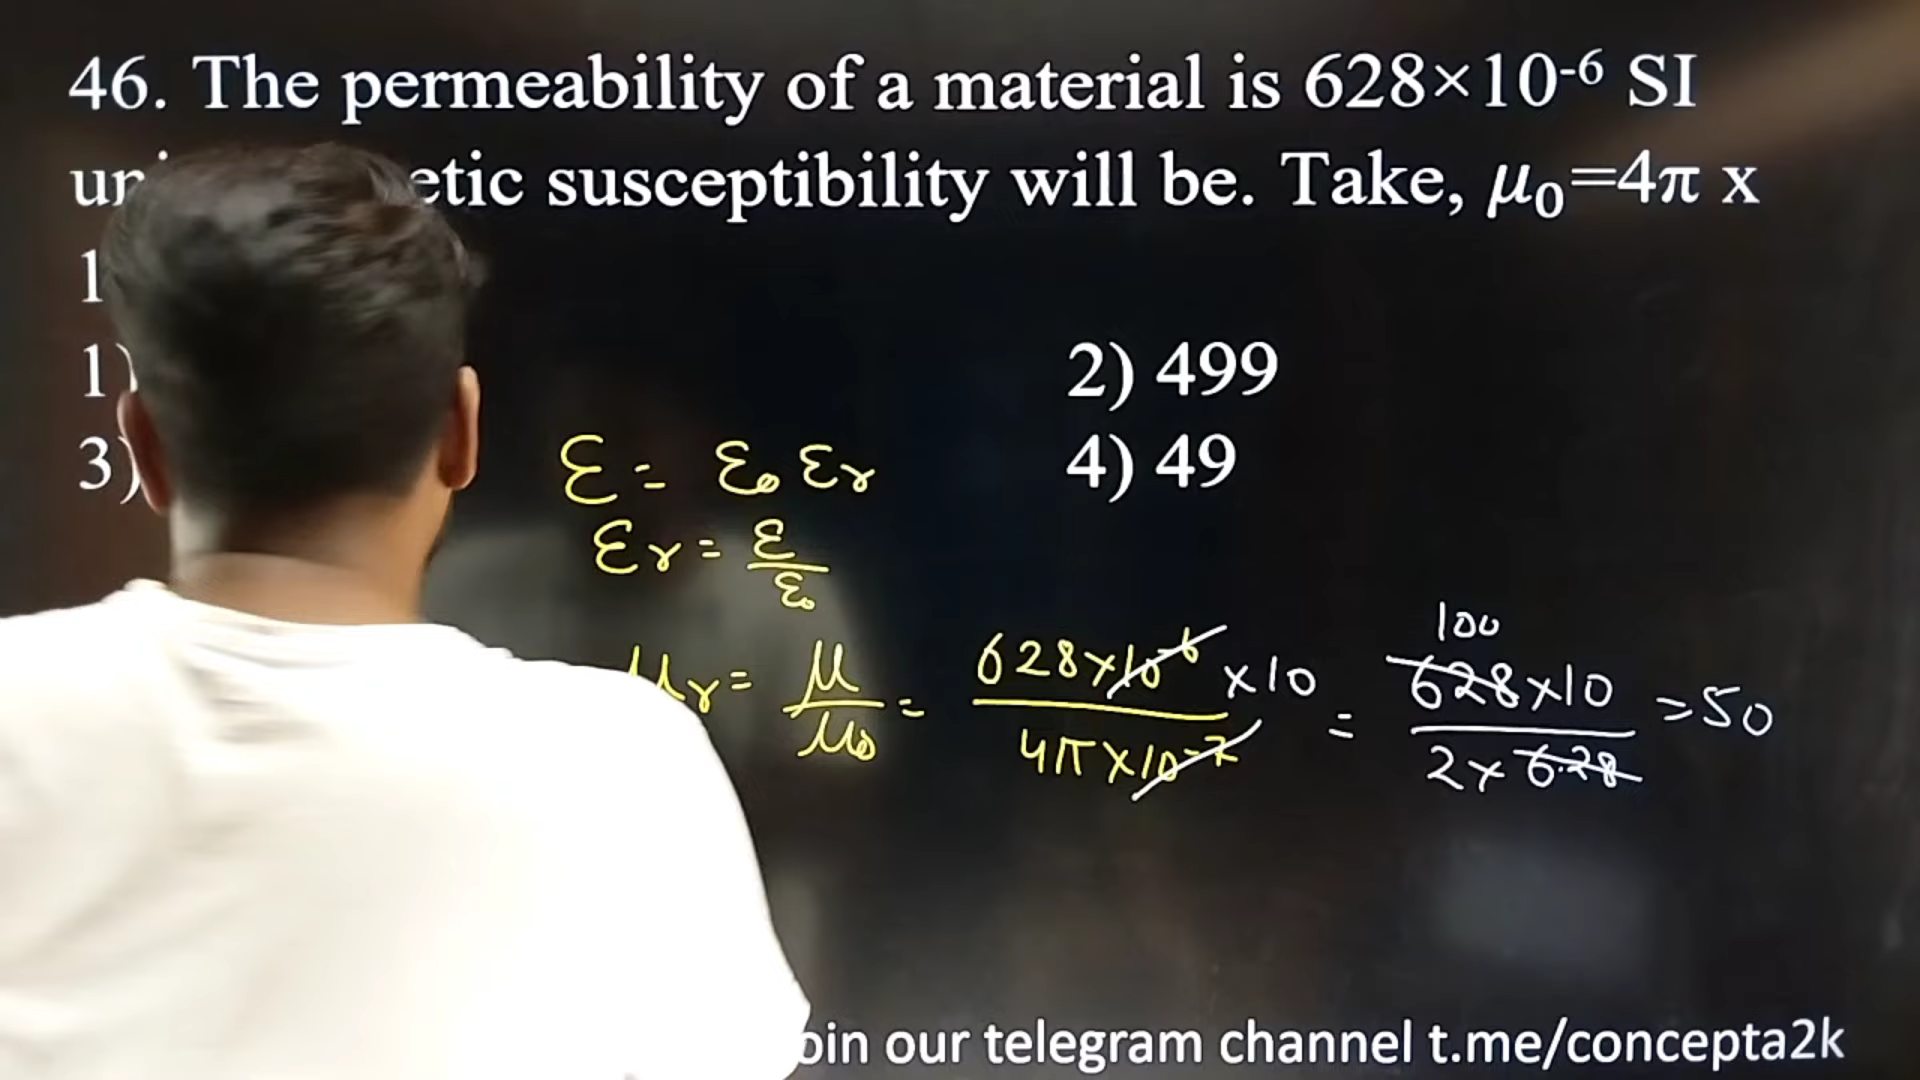 46. The permeability of a material is 628×10⁻⁶ SI
susceptibility will be. Take, μ₀=4π x
1
1)
2) 499
3)
4) 49
ε = ε₀ εr
εr = ε/ε₀
μr = μ/μ₀ = 628×10⁻⁶/4π×10⁻⁷ ×10 = 628×10/2×6.28 = 50
100
oin our telegram channel t.me/concepta2k